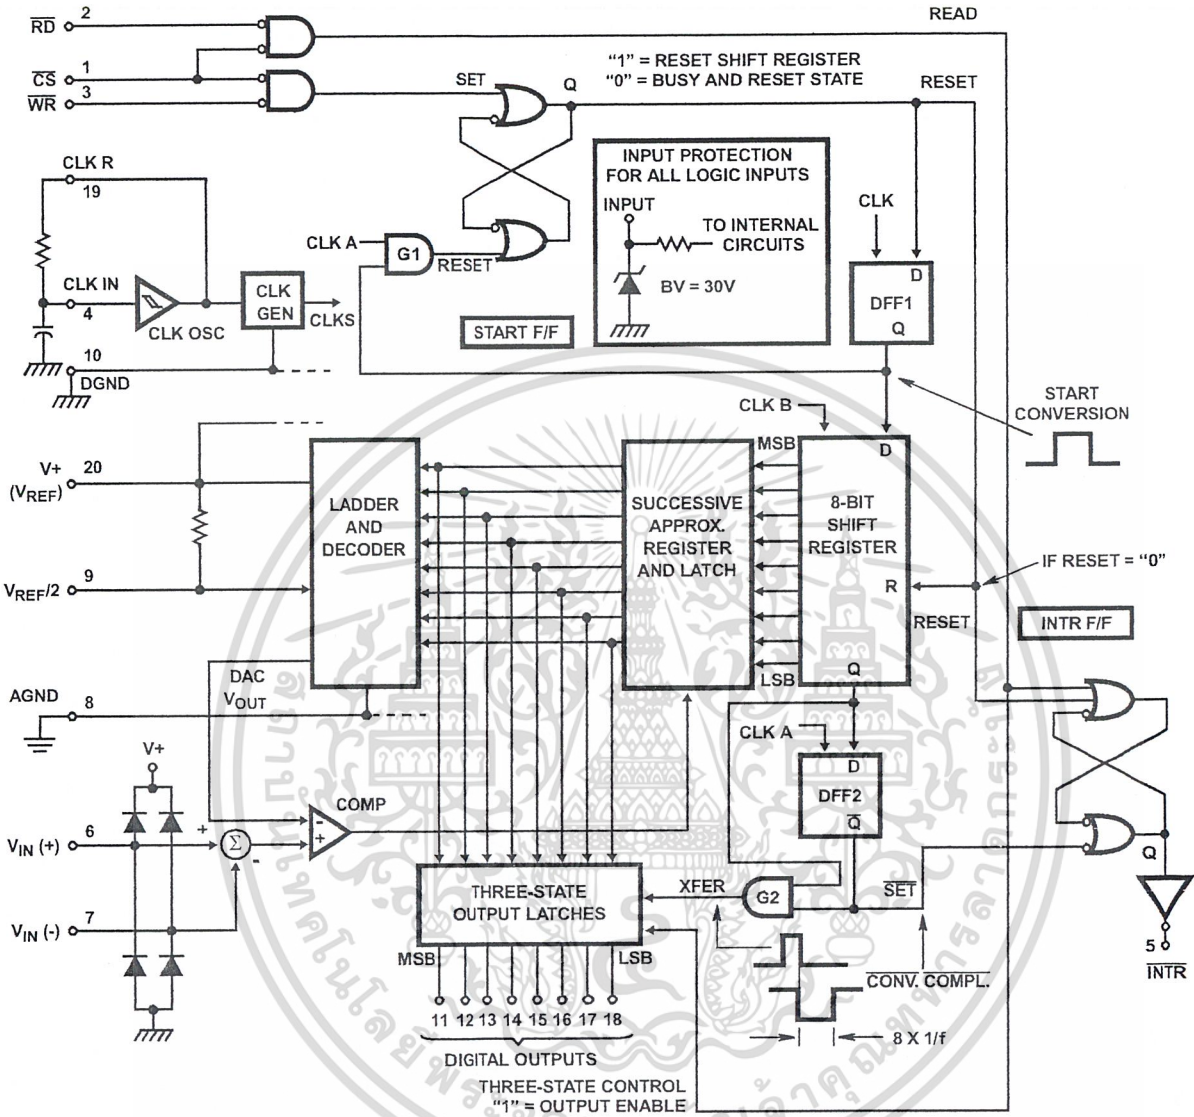 2
RD
READ
"1" = RESET SHIFT REGISTER
"0" = BUSY AND RESET STATE
1
CS
3
WR
SET
Q
RESET
CLK R
19
INPUT PROTECTION
FOR ALL LOGIC INPUTS
INPUT
TO INTERNAL
CIRCUITS
BV = 30V
CLK
CLK A
G1
RESET
D
DFF1
Q
CLK IN
4
CLK OSC
CLK
GEN
CLKS
START F/F
10
DGND
START
CONVERSION
CLK B
V+
(VREF)
20
LADDER
AND
DECODER
MSB
SUCCESSIVE
APPROX.
REGISTER
AND LATCH
LSB
D
8-BIT
SHIFT
REGISTER
R
Q
9
VREF/2
IF RESET = "0"
RESET
INTR F/F
DAC
VOUT
AGND
8
CLK A
D
DFF2
Q
V+
COMP
-
+
VIN (+)
6
+
Σ
-
7
VIN (-)
THREE-STATE
OUTPUT LATCHES
XFER
G2
SET
Q
5
INTR
MSB
LSB
CONV. COMPL.
11 12 13 14 15 16 17 18
8 X 1/f
DIGITAL OUTPUTS
THREE-STATE CONTROL
"1" = OUTPUT ENABLE